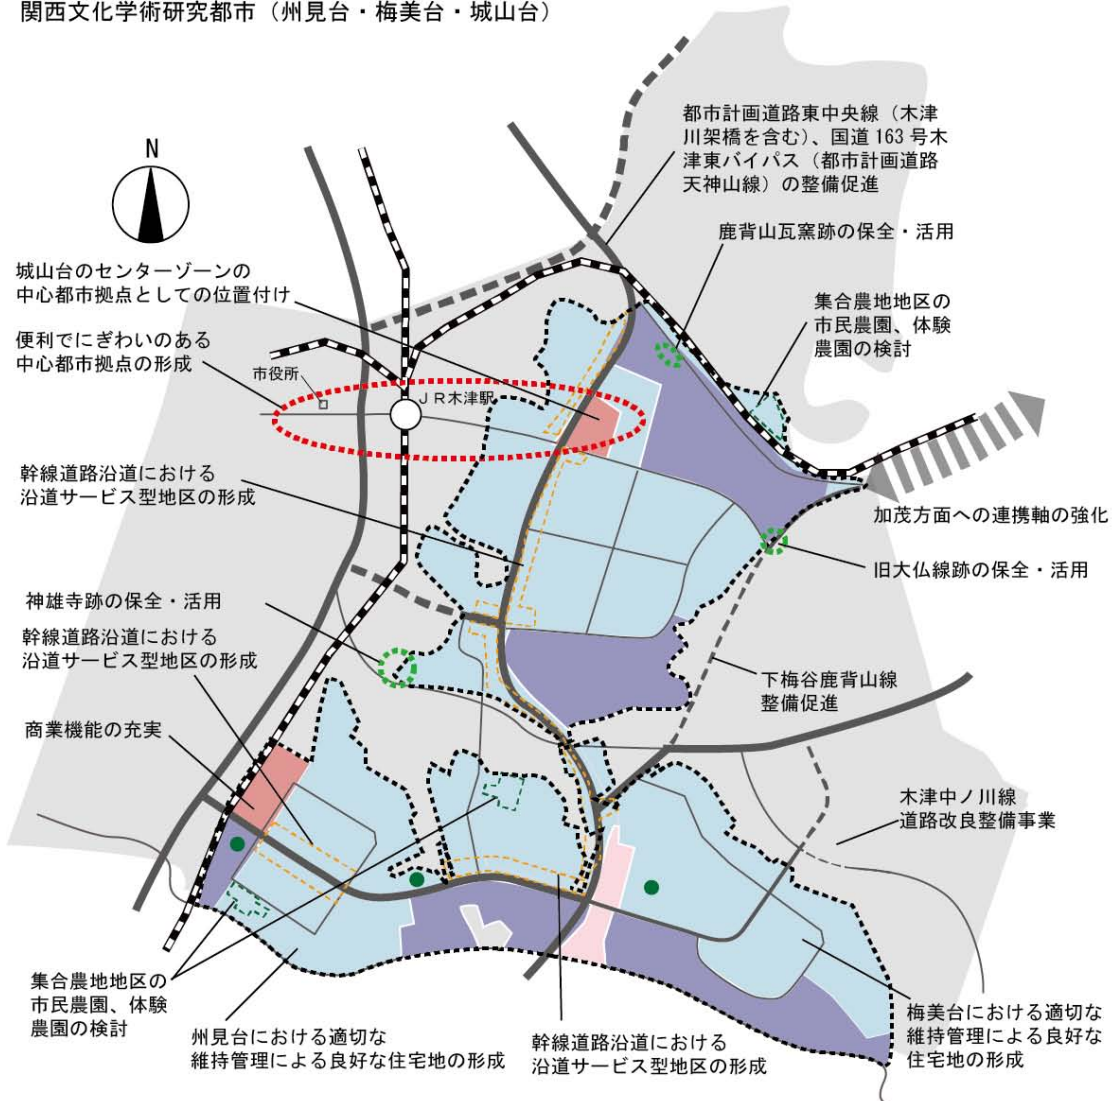 関西文化学術研究都市（州見台・梅美台・城山台）
都市計画道路東中央線（木津
川架橋を含む）、国道163号木
津東バイパス（都市計画道路
天神山線）の整備促進
N
鹿背山瓦窯跡の保全・活用
城山台のセンターゾーンの
中心都市拠点としての位置付け
集合農地地区の
市民農園、体験
農園の検討
便利でにぎわいのある
中心都市拠点の形成
市役所
ＪＲ木津駅
幹線道路沿道における
沿道サービス型地区の形成
加茂方面への連携軸の強化
旧大仏線跡の保全・活用
神雄寺跡の保全・活用
幹線道路沿道における
沿道サービス型地区の形成
下梅谷鹿背山線
整備促進
商業機能の充実
木津中ノ川線
道路改良整備事業
集合農地地区の
市民農園、体験
農園の検討
州見台における適切な
維持管理による良好な住宅地の形成
幹線道路沿道における
沿道サービス型地区の形成
梅美台における適切な
維持管理による良好な
住宅地の形成